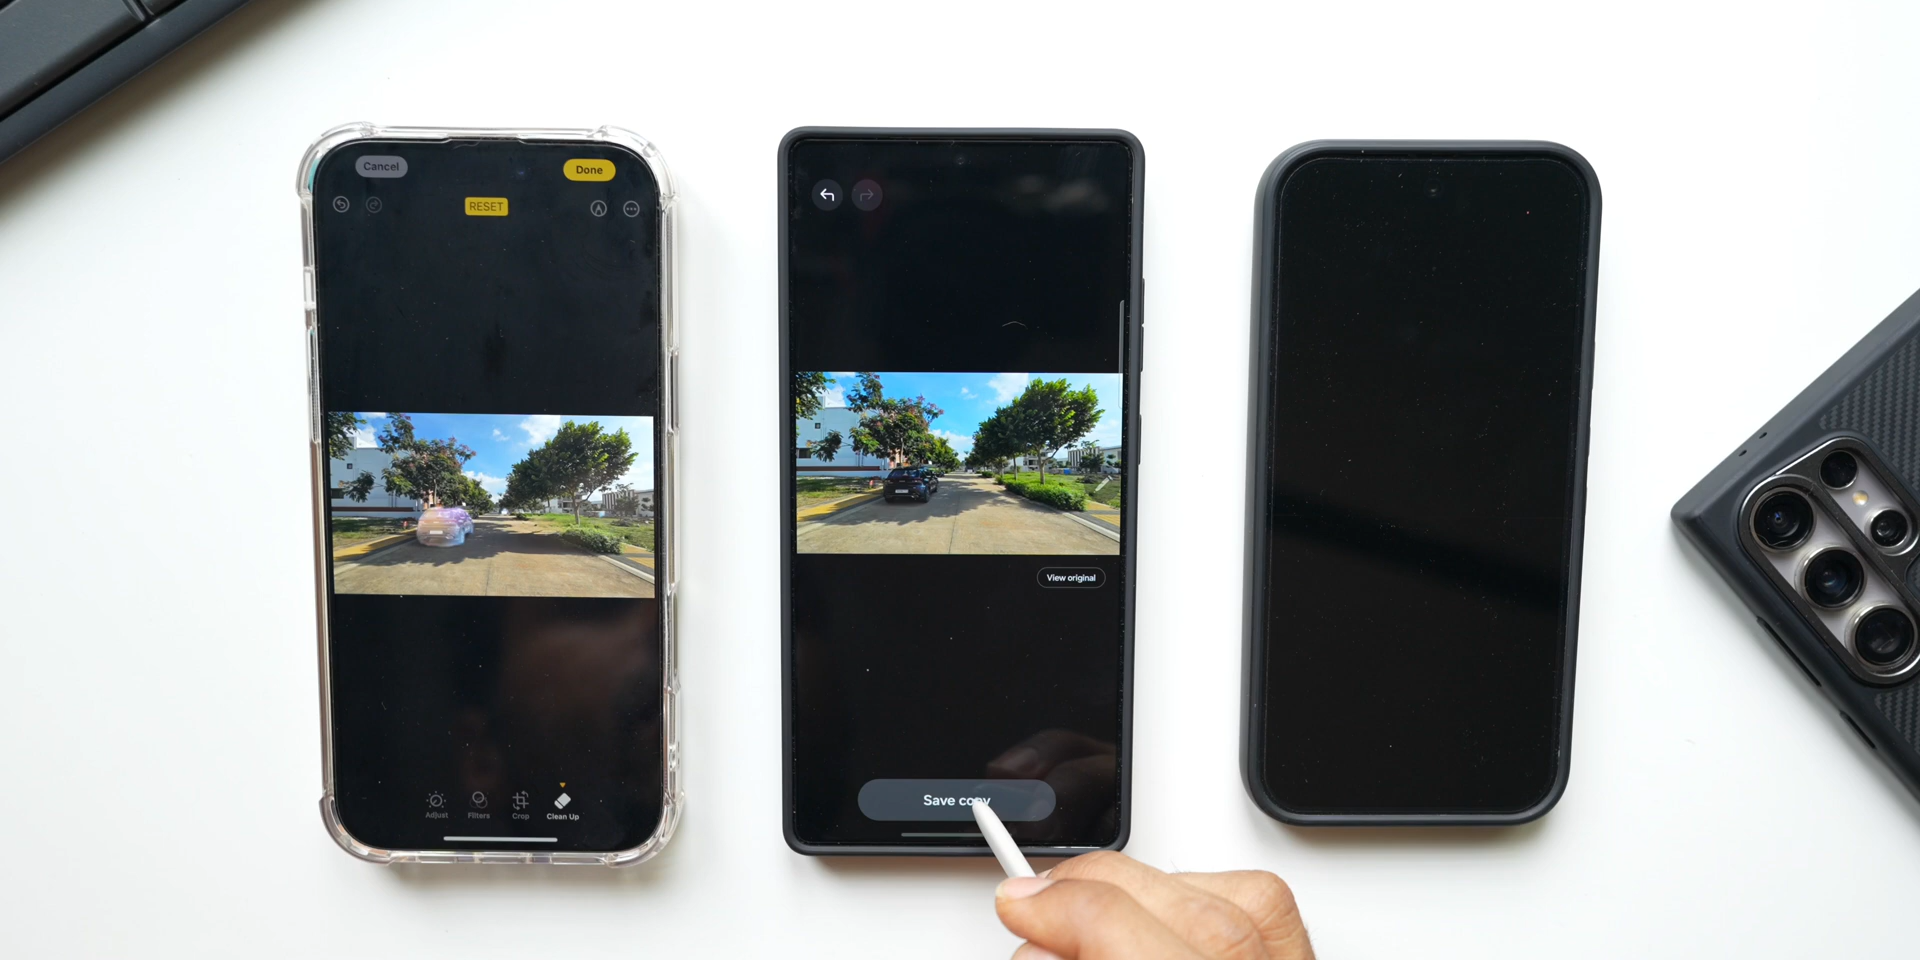 Cancel
Done
RESET
Adjust
Filters
Crop
Clean Up
View original
Save copy